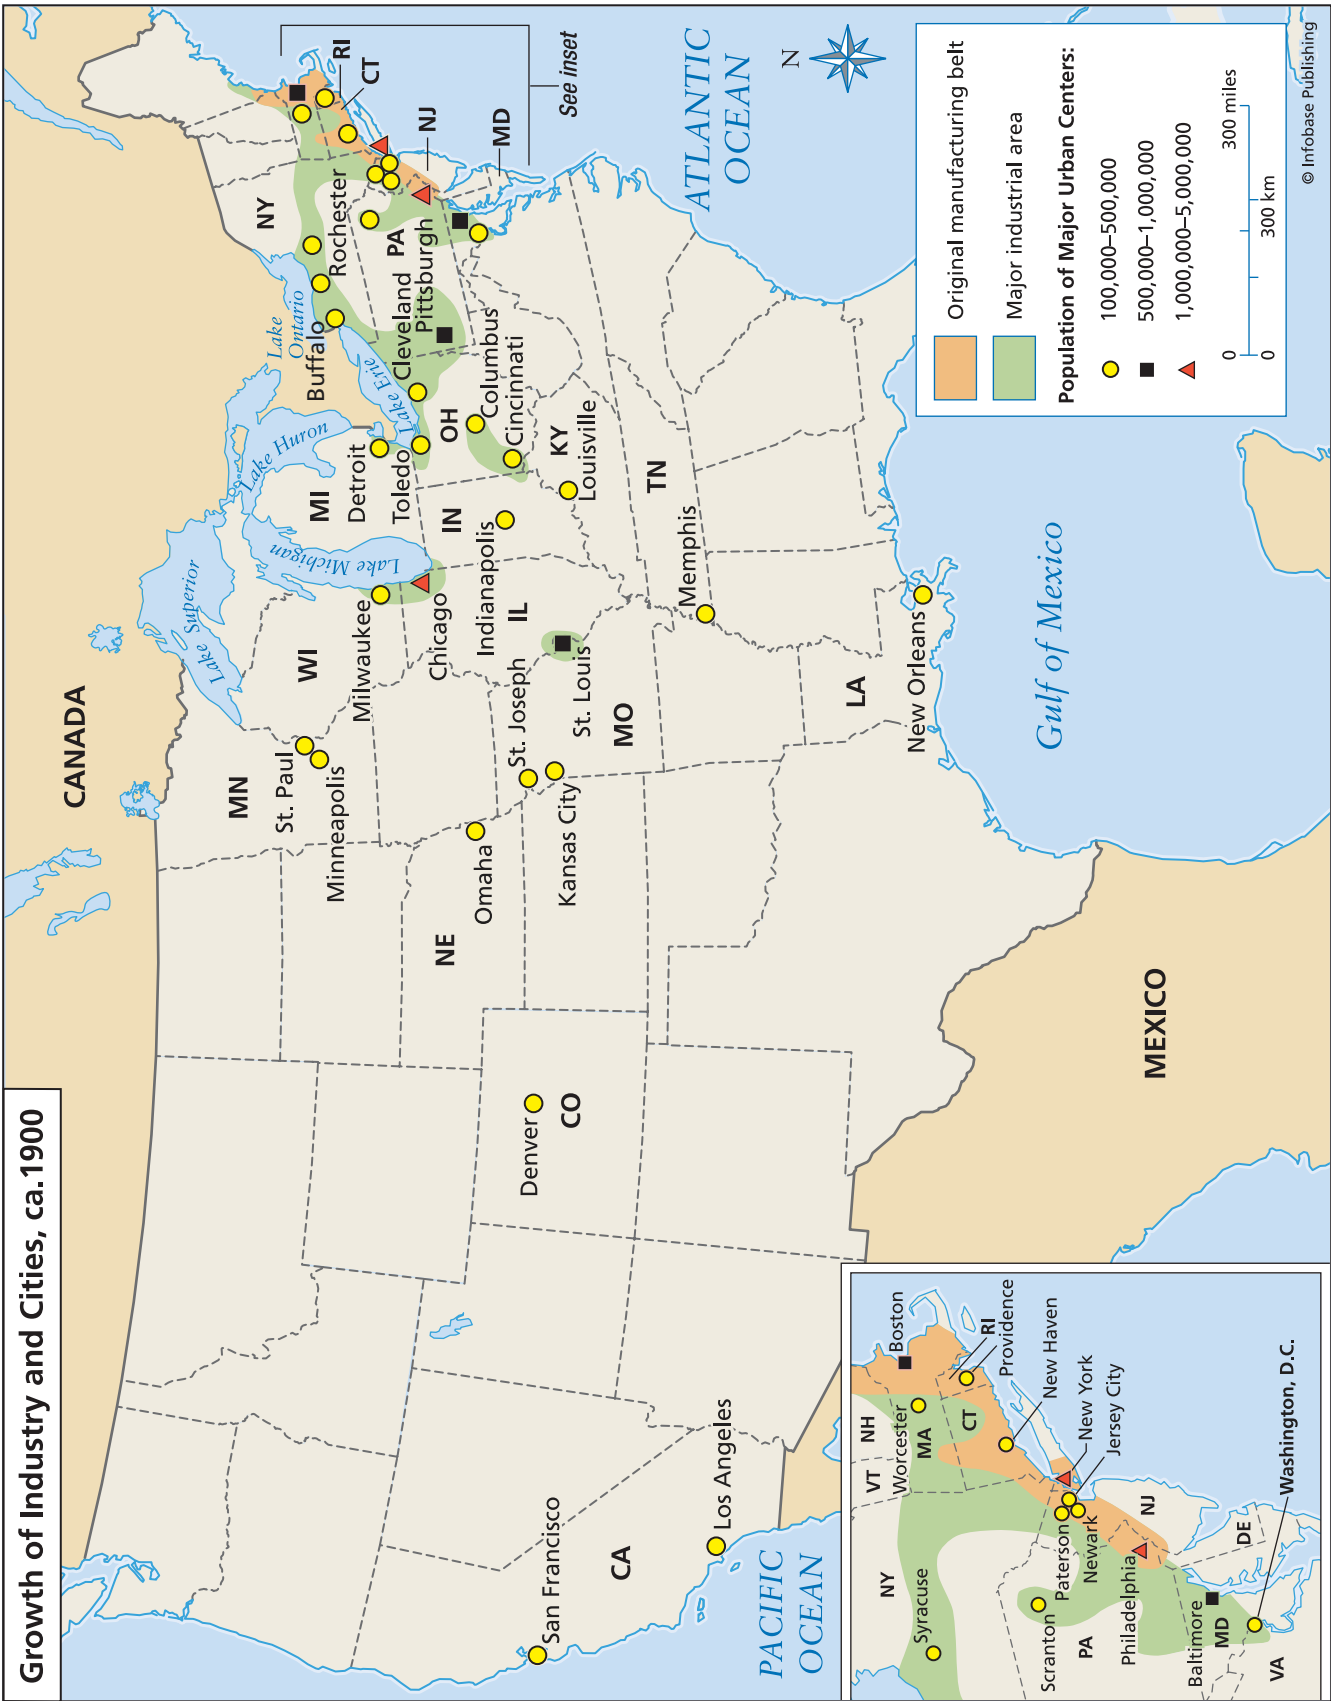 Growth of Industry and Cities, ca.1900
CANADA
Lake
Superior
Lake Huron
Lake
Ontario
Lake Erie
Lake Michigan
NY
Rochester
Buffalo
PA
Pittsburgh
Cleveland
RI
CT
NJ
MD
See inset
MI
Detroit
Toledo
OH
Columbus
Cincinnati
KY
Louisville
TN
Memphis
IN
Indianapolis
IL
Chicago
WI
Milwaukee
MN
St. Paul
Minneapolis
St. Joseph
St. Louis
MO
Kansas City
Omaha
NE
LA
New Orleans
Denver
CO
San Francisco
CA
Los Angeles
PACIFIC
OCEAN
MEXICO
Gulf of Mexico
ATLANTIC
OCEAN
N
Original manufacturing belt
Major industrial area
Population of Major Urban Centers:
100,000–500,000
500,000–1,000,000
1,000,000–5,000,000
0
300 miles
0
300 km
© Infobase Publishing
NY
VT
NH
Boston
Worcester
MA
CT
RI
Providence
New Haven
New York
Jersey City
Syracuse
Scranton
Paterson
Newark
PA
Philadelphia
NJ
Baltimore
MD
DE
VA
Washington, D.C.